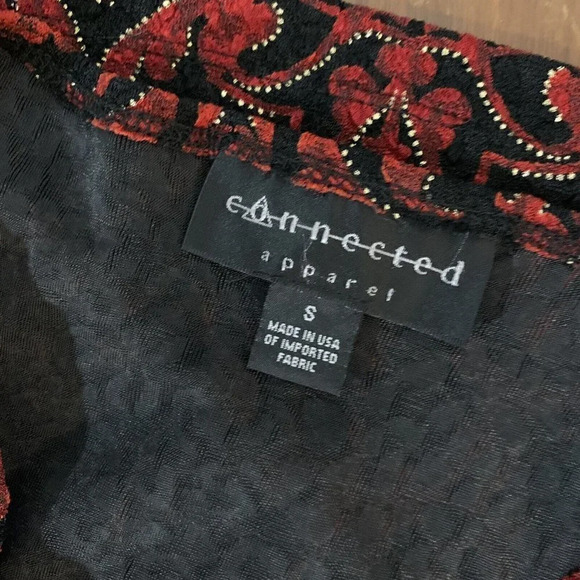 connected
apparel
S
MADE IN USA
OF IMPORTED
FABRIC